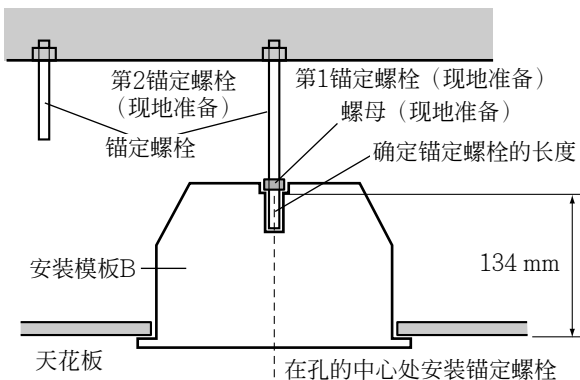 第2锚定螺栓
（现地准备）
锚定螺栓
第1锚定螺栓（现地准备）
螺母（现地准备）
确定锚定螺栓的长度
安装模板B
134 mm
天花板
在孔的中心处安装锚定螺栓